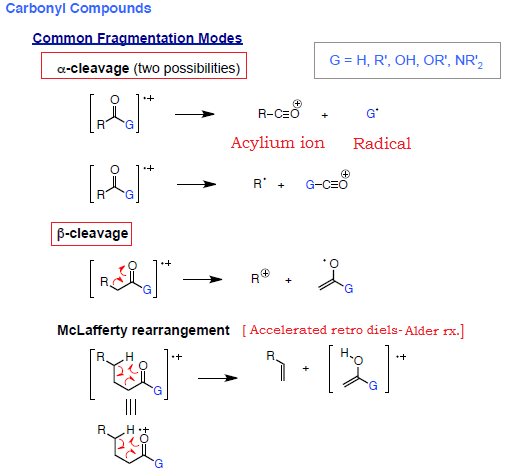 Carbonyl Compounds
Common Fragmentation Modes
α-cleavage (two possibilities)
G = H, R', OH, OR', NR'₂
O R G •+
R-C≡O ⊕ + G•
Acylium ion Radical
O R G •+
R• + G-C≡O ⊕
β-cleavage
R O G •+
R⊕ + •O G
McLafferty rearrangement [ Accelerated retro diels-Alder rx.]
R H O G •+
R + H O G •+
R H •+ O G